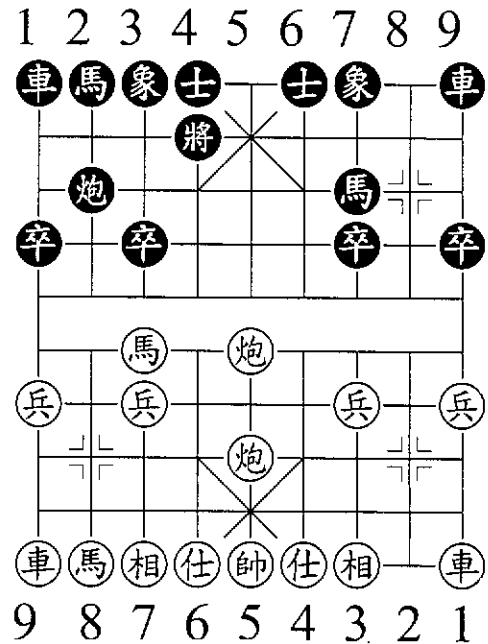 1 2 3 4 5 6 7 8 9
車 馬 象 士 士 象 車
將
炮 馬
卒 卒 卒 卒
馬 炮
兵 兵 兵 兵
炮
車 馬 相 仕 帥 仕 相 車
9 8 7 6 5 4 3 2 1